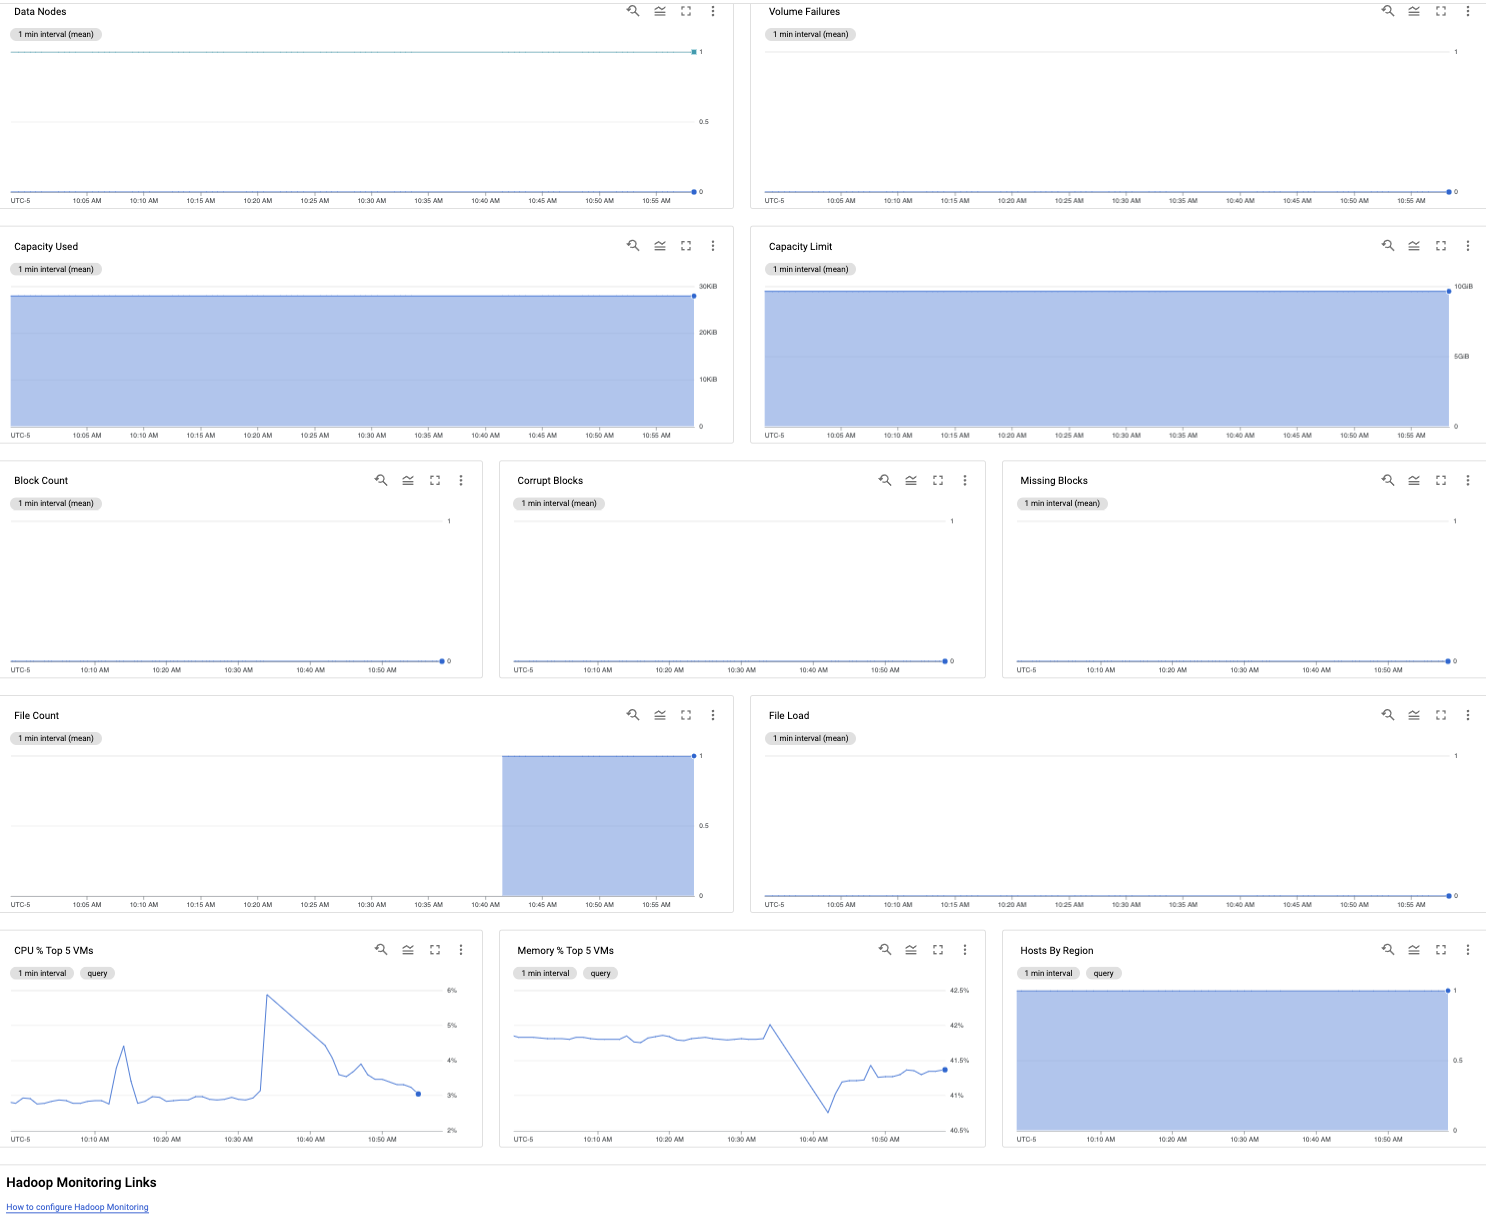 Data Nodes
1 min interval (mean)
1
0.5
0
UTC-5 10:05 AM 10:10 AM 10:15 AM 10:20 AM 10:25 AM 10:30 AM 10:35 AM 10:40 AM 10:45 AM 10:50 AM 10:55 AM
Volume Failures
1 min interval (mean)
1
0
UTC-5 10:05 AM 10:10 AM 10:15 AM 10:20 AM 10:25 AM 10:30 AM 10:35 AM 10:40 AM 10:45 AM 10:50 AM 10:55 AM
Capacity Used
1 min interval (mean)
30KiB
20KiB
10KiB
0
UTC-5 10:05 AM 10:10 AM 10:15 AM 10:20 AM 10:25 AM 10:30 AM 10:35 AM 10:40 AM 10:45 AM 10:50 AM 10:55 AM
Capacity Limit
1 min interval (mean)
10GiB
5GiB
0
UTC-5 10:05 AM 10:10 AM 10:15 AM 10:20 AM 10:25 AM 10:30 AM 10:35 AM 10:40 AM 10:45 AM 10:50 AM 10:55 AM
Block Count
1 min interval (mean)
1
0
UTC-5 10:10 AM 10:20 AM 10:30 AM 10:40 AM 10:50 AM
Corrupt Blocks
1 min interval (mean)
1
0
UTC-5 10:10 AM 10:20 AM 10:30 AM 10:40 AM 10:50 AM
Missing Blocks
1 min interval (mean)
1
0
UTC-5 10:10 AM 10:20 AM 10:30 AM 10:40 AM 10:50 AM
File Count
1 min interval (mean)
1
0.5
0
UTC-5 10:05 AM 10:10 AM 10:15 AM 10:20 AM 10:25 AM 10:30 AM 10:35 AM 10:40 AM 10:45 AM 10:50 AM 10:55 AM
File Load
1 min interval (mean)
1
0
UTC-5 10:05 AM 10:10 AM 10:15 AM 10:20 AM 10:25 AM 10:30 AM 10:35 AM 10:40 AM 10:45 AM 10:50 AM 10:55 AM
CPU % Top 5 VMs
1 min interval query
6%
5%
4%
3%
2%
UTC-5 10:10 AM 10:20 AM 10:30 AM 10:40 AM 10:50 AM
Memory % Top 5 VMs
1 min interval query
42.5%
42%
41.5%
41%
40.5%
UTC-5 10:10 AM 10:20 AM 10:30 AM 10:40 AM 10:50 AM
Hosts By Region
1 min interval query
1
0.5
0
UTC-5 10:10 AM 10:20 AM 10:30 AM 10:40 AM 10:50 AM
Hadoop Monitoring Links
How to configure Hadoop Monitoring